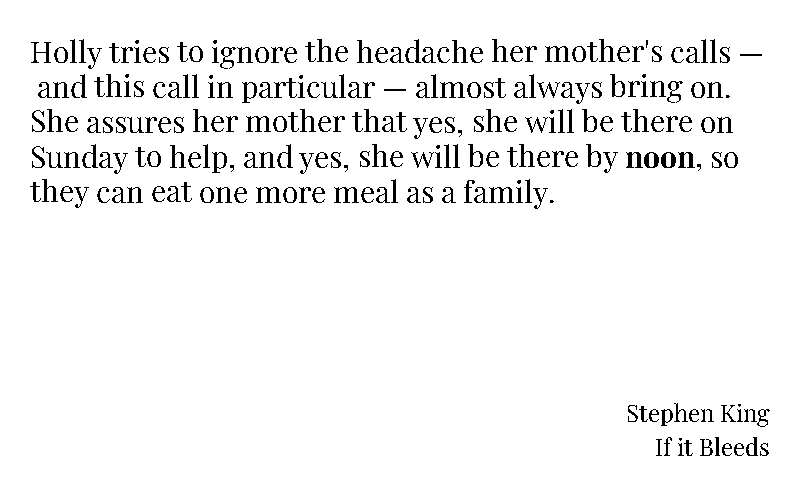 Holly tries to ignore the headache her mother's calls —
and this call in particular — almost always bring on.
She assures her mother that yes, she will be there on
Sunday to help, and yes, she will be there by noon, so
they can eat one more meal as a family.
Stephen King
If it Bleeds